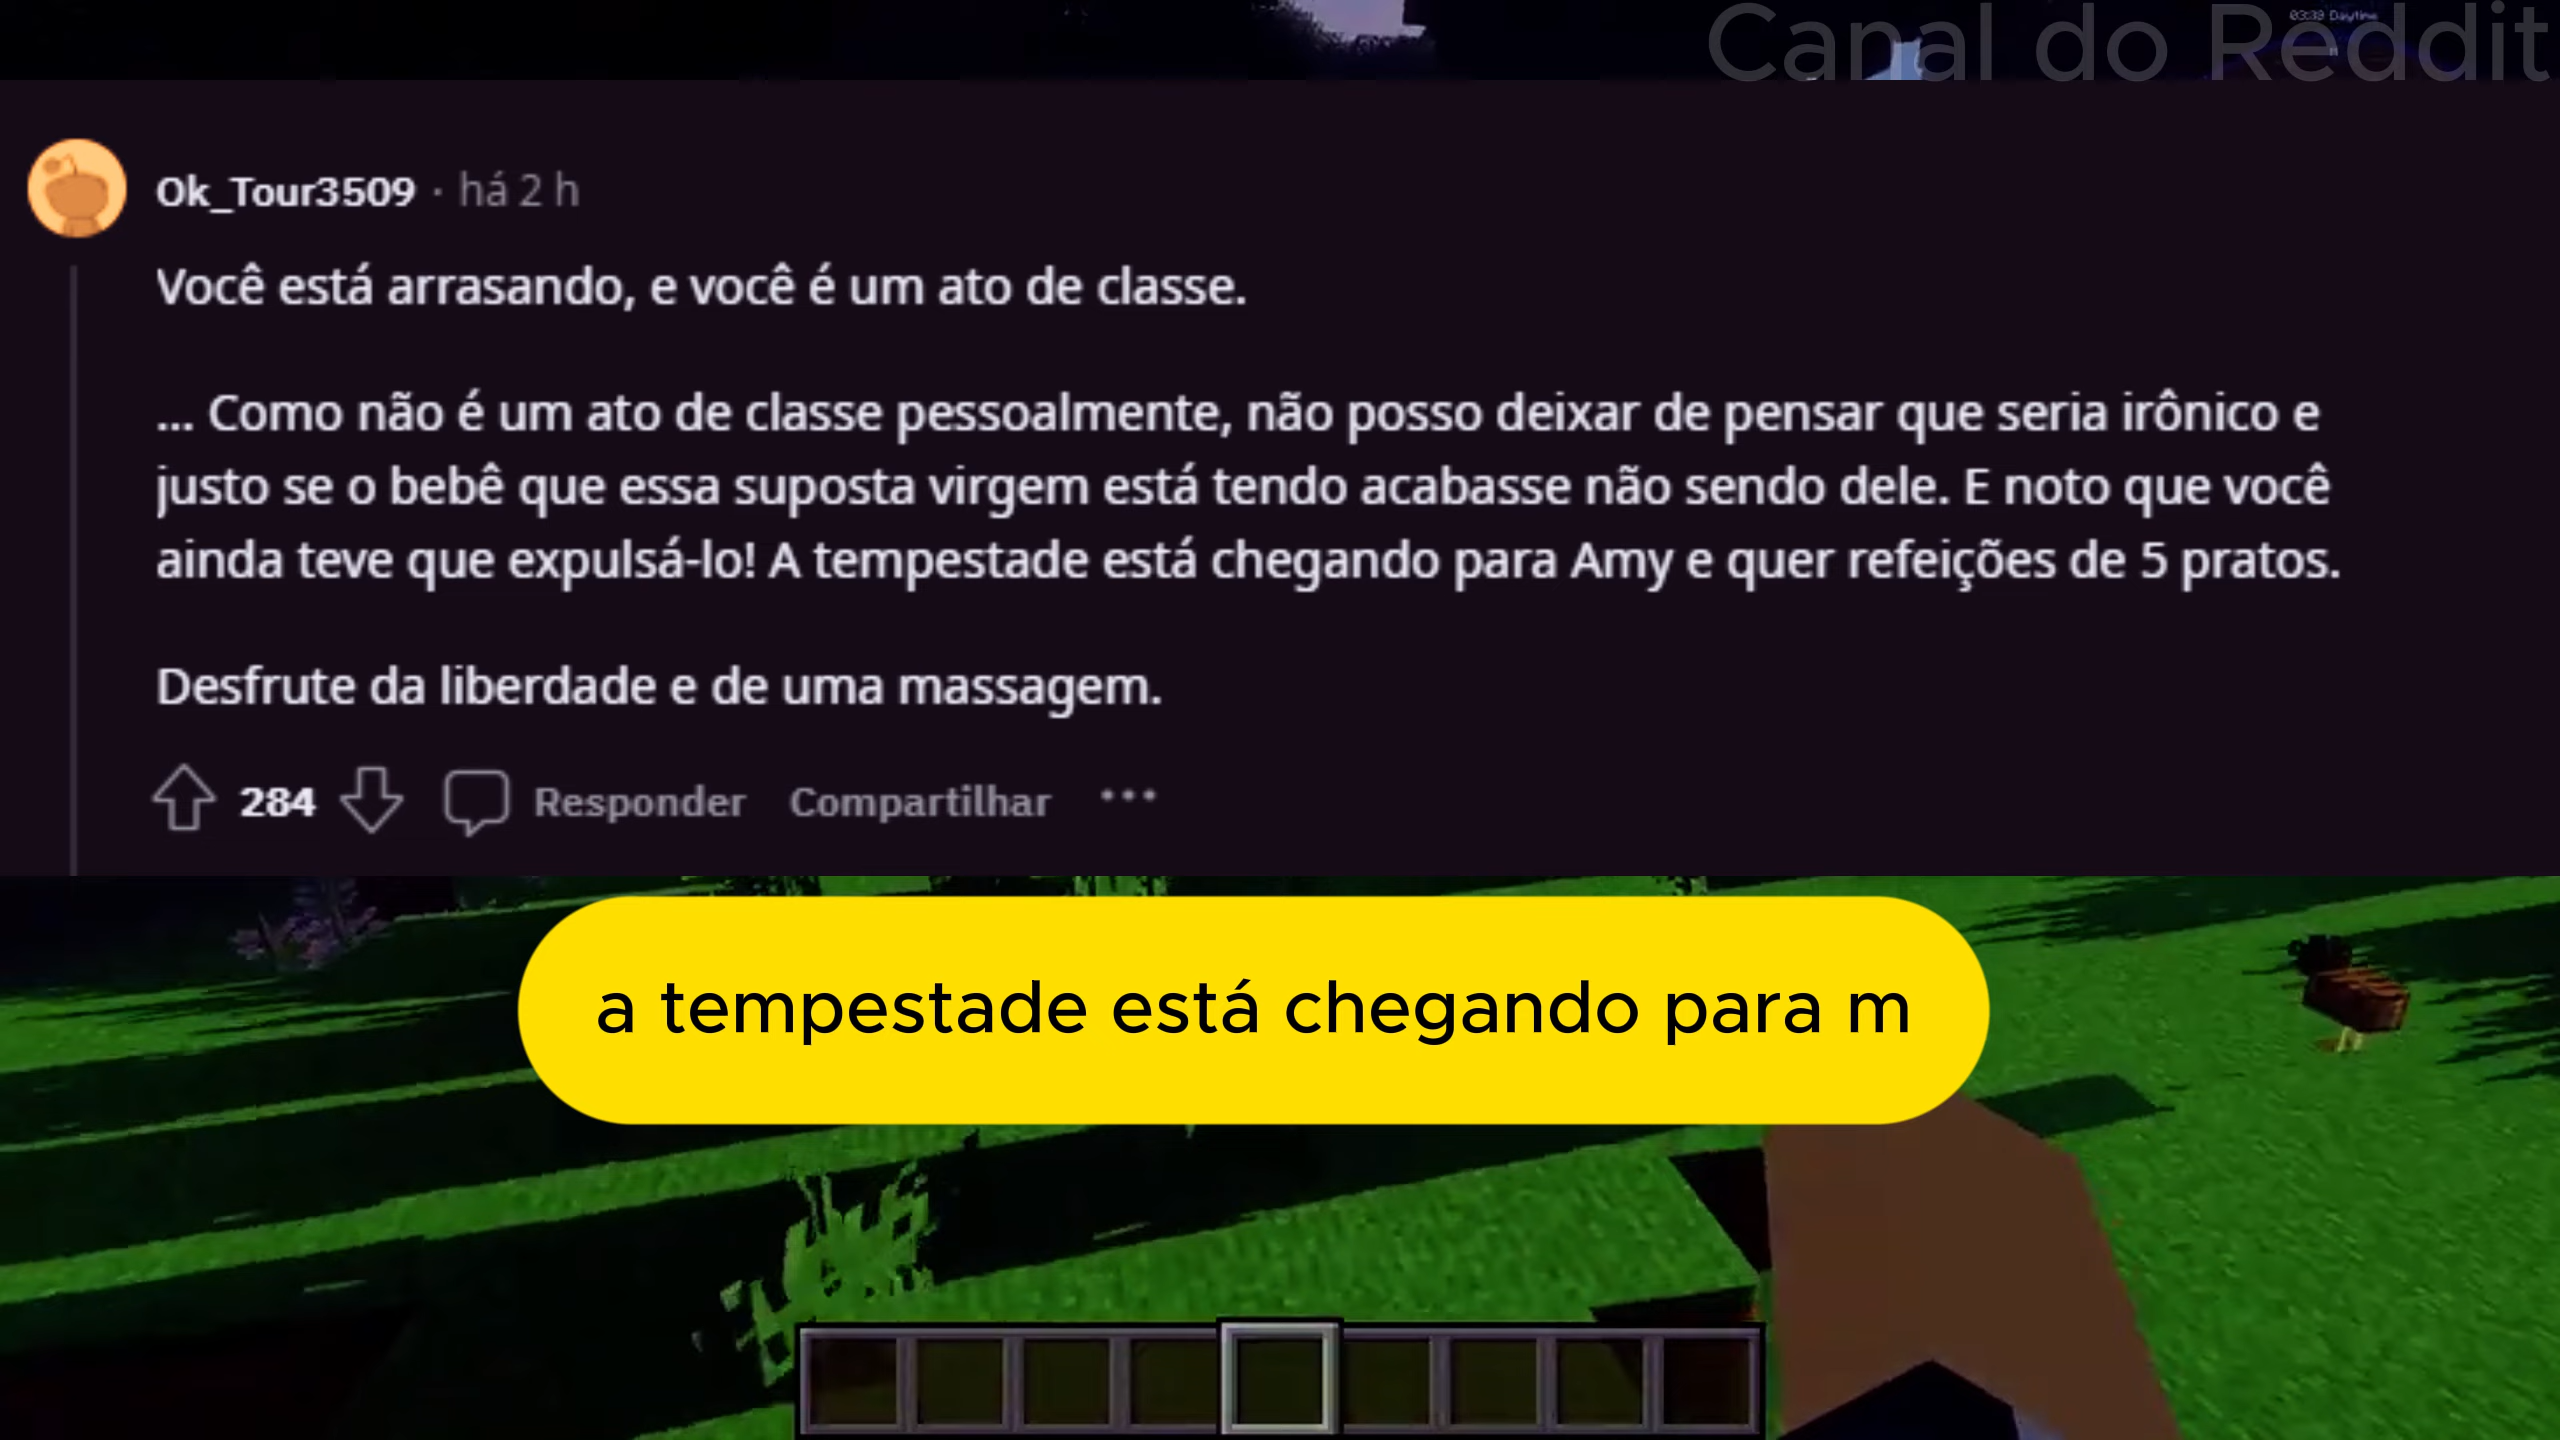 03:39 Daytime
Canal do Reddit
Ok_Tour3509 · há 2 h
Você está arrasando, e você é um ato de classe.
... Como não é um ato de classe pessoalmente, não posso deixar de pensar que seria irônico e
justo se o bebê que essa suposta virgem está tendo acabasse não sendo dele. E noto que você
ainda teve que expulsá-lo! A tempestade está chegando para Amy e quer refeições de 5 pratos.
Desfrute da liberdade e de uma massagem.
284 Responder Compartilhar ...
a tempestade está chegando para m